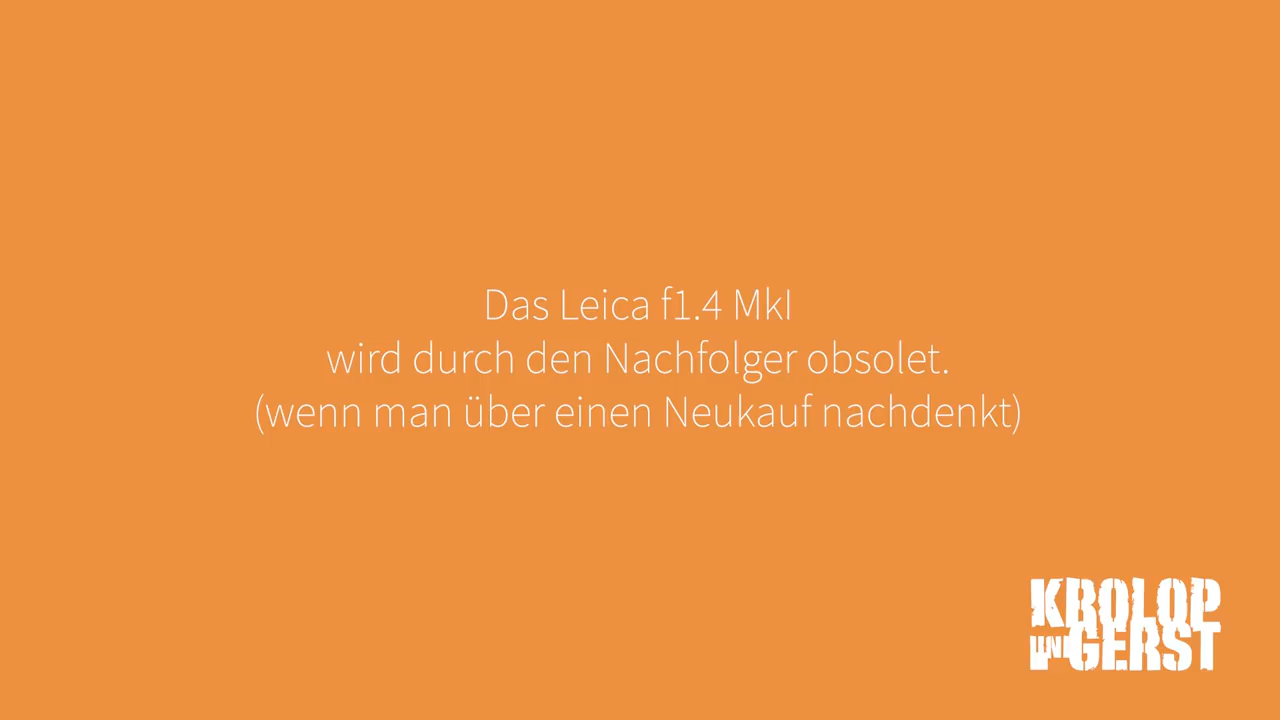 Das Leica f1.4 MkI
wird durch den Nachfolger obsolet.
(wenn man über einen Neukauf nachdenkt)
KROLOP
UND GERST